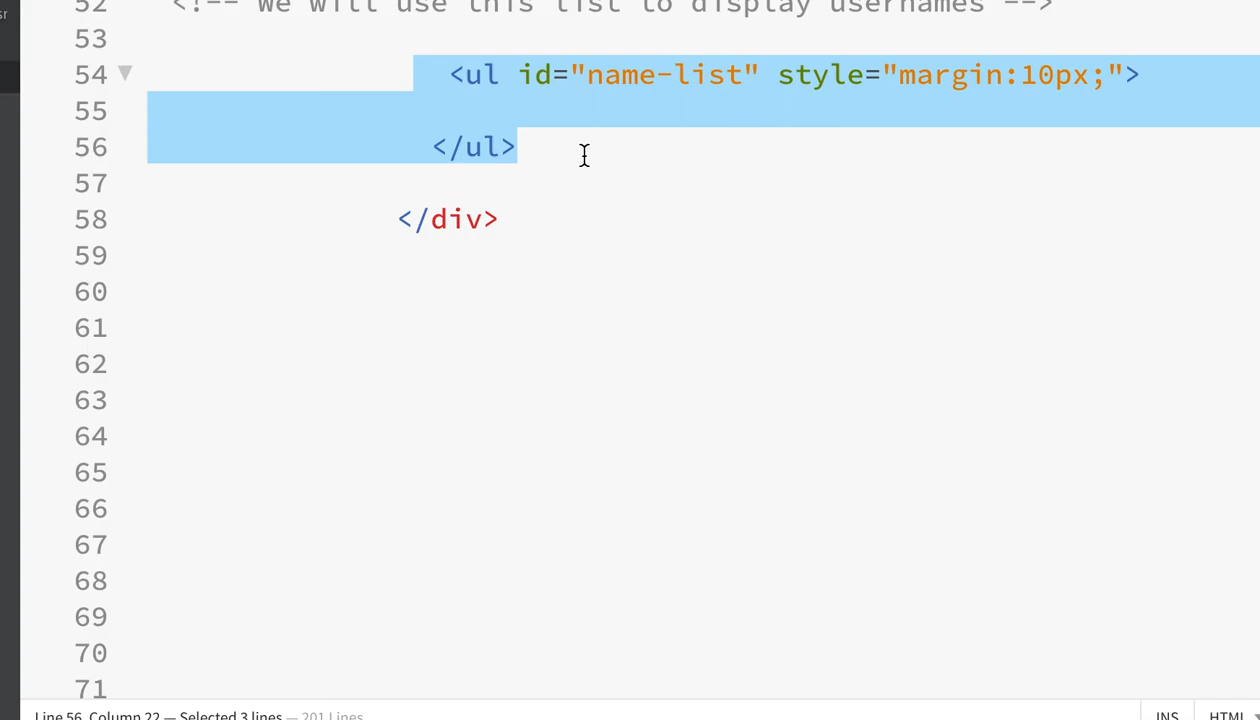 sr
52 <!-- We will use this list to display usernames -->
53
54 <ul id="name-list" style="margin:10px;">
55
56 </ul>
57
58 </div>
59
60
61
62
63
64
65
66
67
68
69
70
71
Line 56, Column 22 — Selected 3 lines — 201 Lines INS HTML